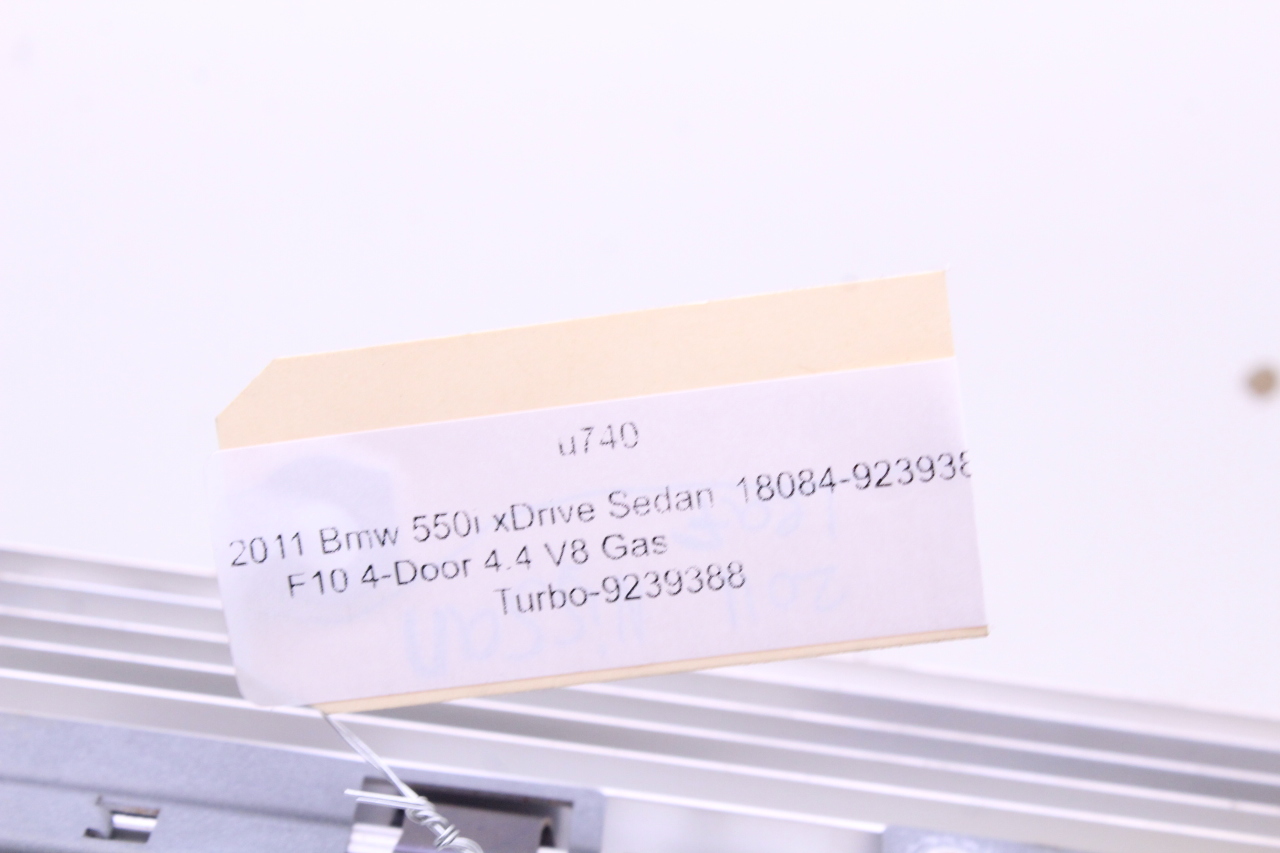 u740
2011 Bmw 550i xDrive Sedan 18084-923938
F10 4-Door 4.4 V8 Gas
Turbo-9239388